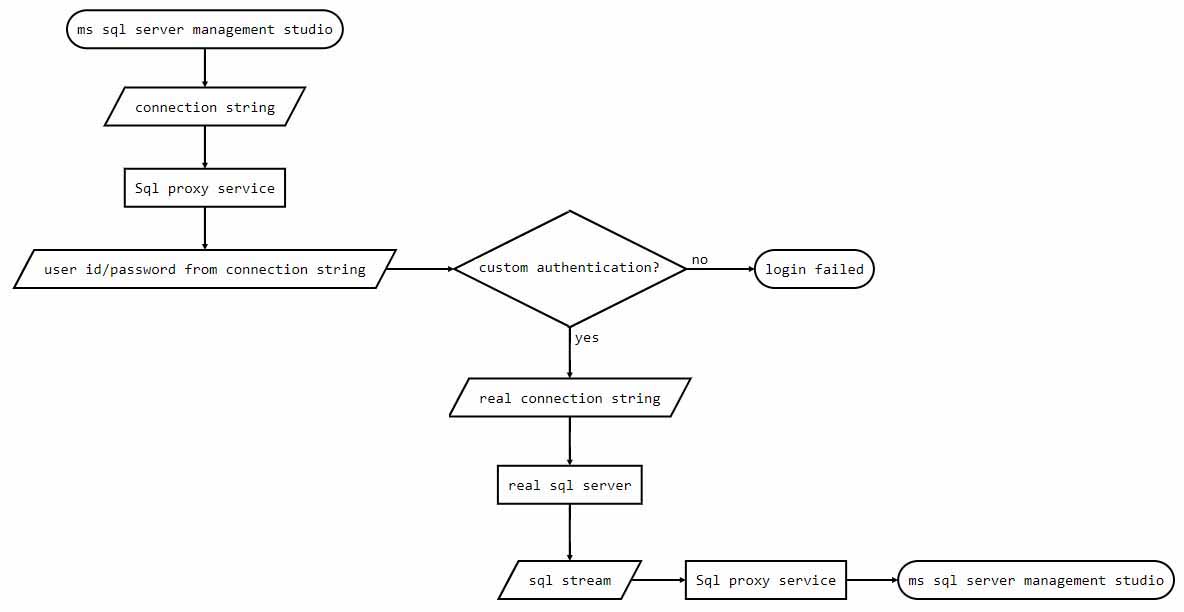 ms sql server management studio
connection string
Sql proxy service
user id/password from connection string
custom authentication?
no
login failed
yes
real connection string
real sql server
sql stream
Sql proxy service
ms sql server management studio